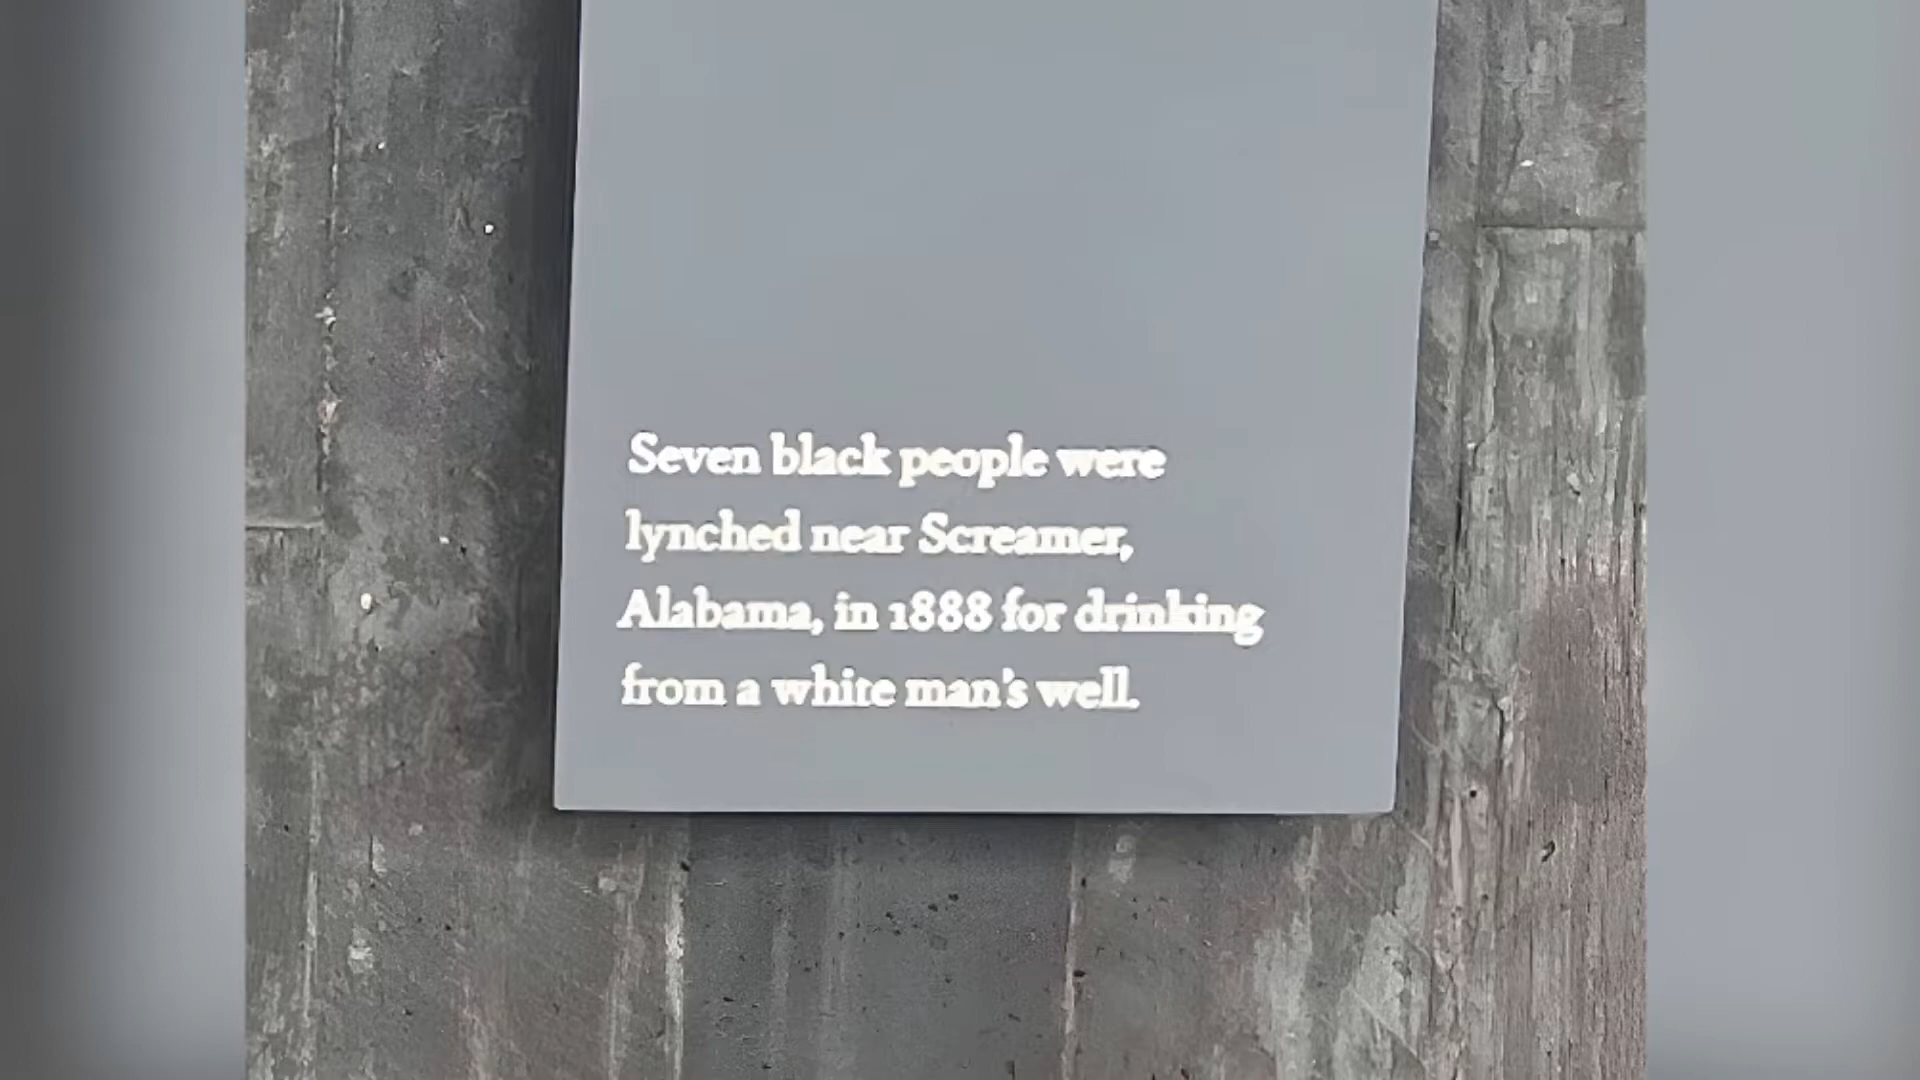 Seven black people were
lynched near Screamer,
Alabama, in 1888 for drinking
from a white man's well.